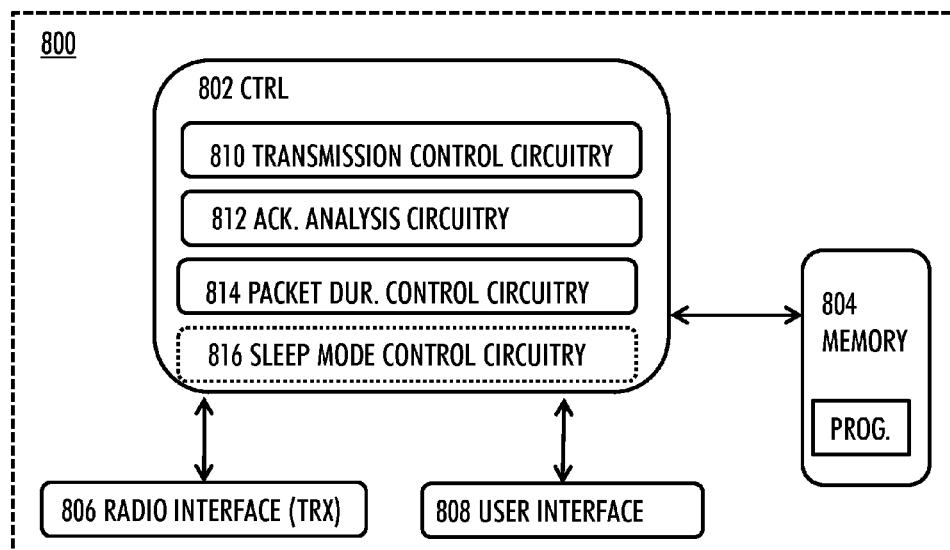 800
802 CTRL
810 TRANSMISSION CONTROL CIRCUITRY
812 ACK. ANALYSIS CIRCUITRY
814 PACKET DUR. CONTROL CIRCUITRY
816 SLEEP MODE CONTROL CIRCUITRY
804
MEMORY
PROG.
806 RADIO INTERFACE (TRX)
808 USER INTERFACE